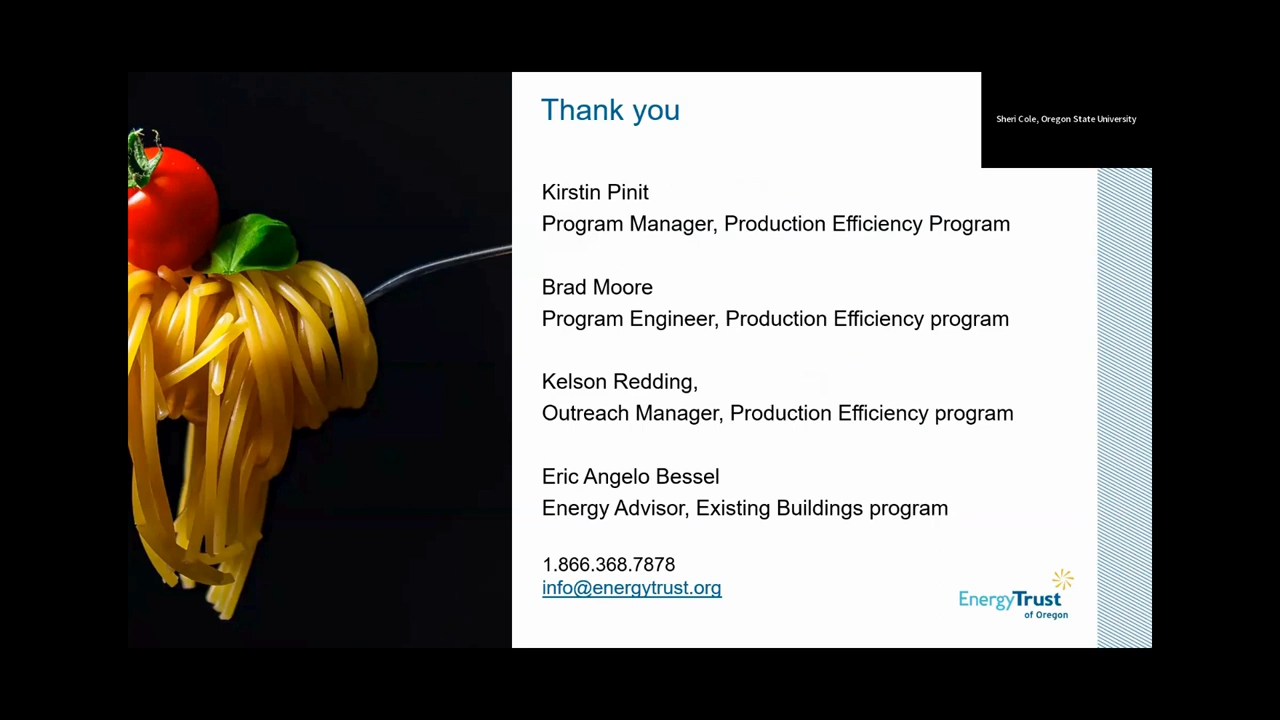 Thank you
Sheri Cole, Oregon State University
Kirstin Pinit
Program Manager, Production Efficiency Program
Brad Moore
Program Engineer, Production Efficiency program
Kelson Redding,
Outreach Manager, Production Efficiency program
Eric Angelo Bessel
Energy Advisor, Existing Buildings program
1.866.368.7878
info@energytrust.org
EnergyTrust
of Oregon